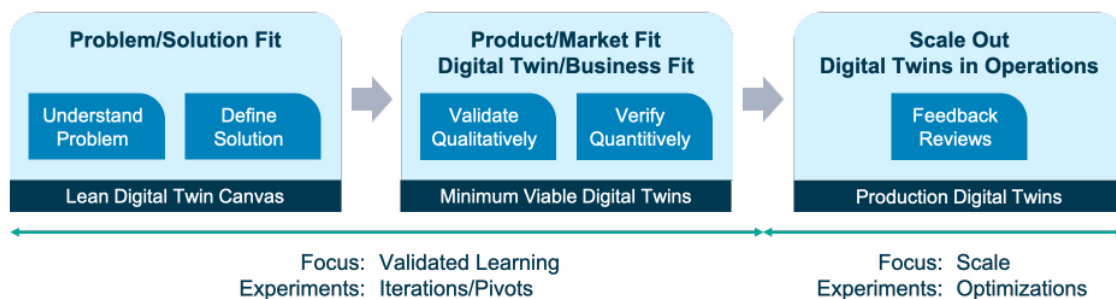 Problem/Solution Fit
Understand
Problem
Define
Solution
Lean Digital Twin Canvas
Product/Market Fit
Digital Twin/Business Fit
Validate
Qualitatively
Verify
Quantitively
Minimum Viable Digital Twins
Scale Out
Digital Twins in Operations
Feedback
Reviews
Production Digital Twins
Focus: Validated Learning
Experiments: Iterations/Pivots
Focus: Scale
Experiments: Optimizations